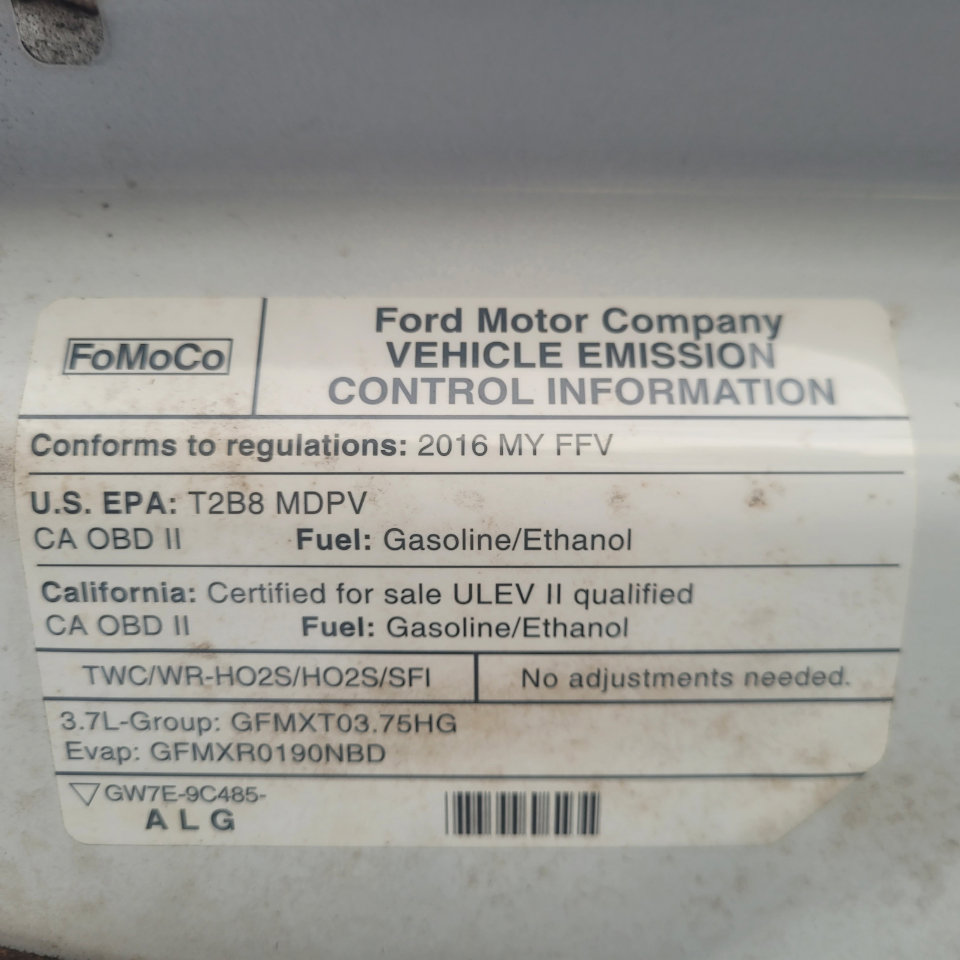 FoMoCo
Ford Motor Company
VEHICLE EMISSION
CONTROL INFORMATION
Conforms to regulations: 2016 MY FFV
U.S. EPA: T2B8 MDPV
CA OBD II Fuel: Gasoline/Ethanol
California: Certified for sale ULEV II qualified
CA OBD II Fuel: Gasoline/Ethanol
TWC/WR-HO2S/HO2S/SFI
No adjustments needed.
3.7L-Group: GFMXT03.75HG
Evap: GFMXR0190NBD
GW7E-9C485-
A L G